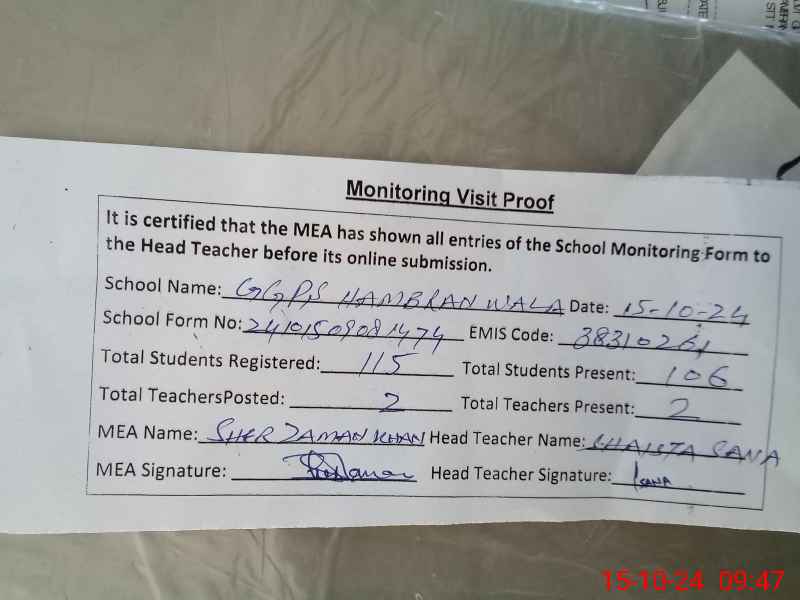 Monitoring Visit Proof
It is certified that the MEA has shown all entries of the School Monitoring Form to
the Head Teacher before its online submission.
School Name: GGPS HAMBRAN WALA Date: 15-10-24
School Form No: 24101509081474 EMIS Code: 38310261
Total Students Registered: 115 Total Students Present: 106
Total TeachersPosted: 2 Total Teachers Present: 2
MEA Name: SHER ZAMAN KHAN Head Teacher Name: SHAISTA SANA
MEA Signature: Head Teacher Signature: SANA
15-10-24 09:47